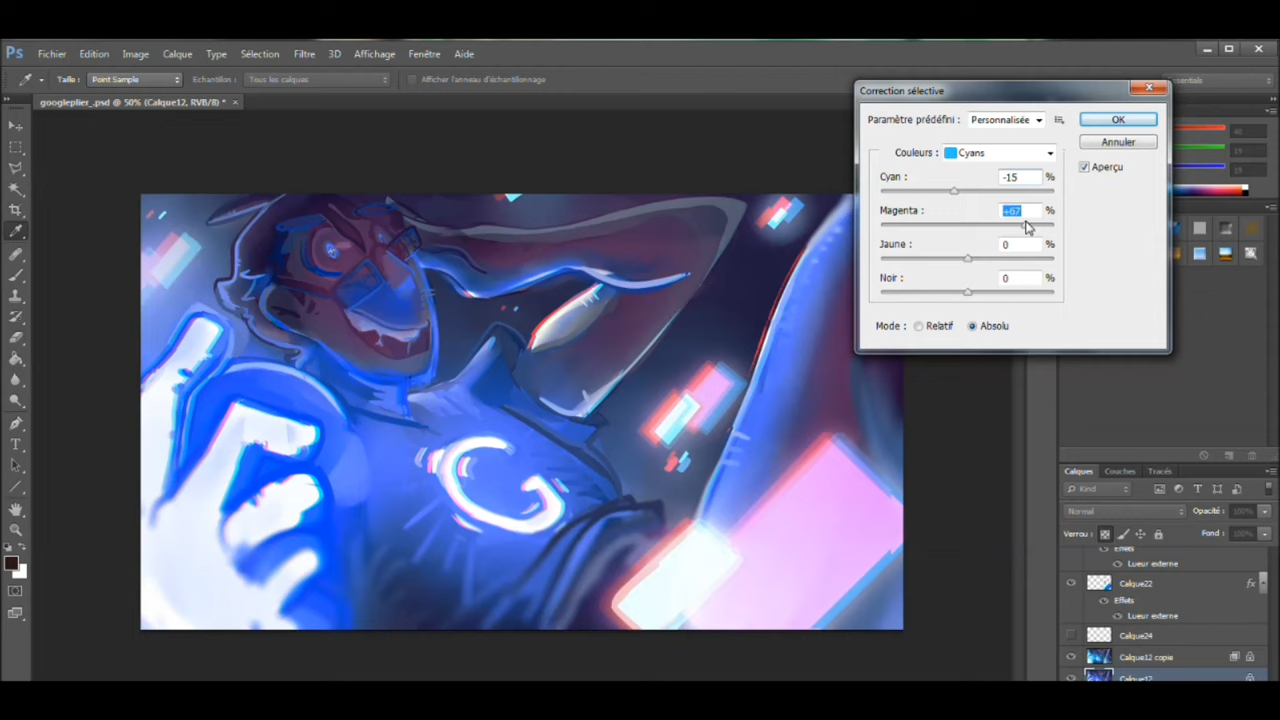 Ps Fichier Edition Image Calque Type Sélection Filtre 3D Affichage Fenêtre Aide
Taille : Point Sample Echantillon : Tous les calques Afficher l'anneau d'échantillonnage
googleplier_.psd @ 50% (Calque12, RVB/8) * ×
Correction sélective
Paramètre prédéfini : Personnalisée OK
Couleurs : Cyans Annuler
Aperçu
Cyan : -15 %
Magenta : +67 %
Jaune : 0 %
Noir : 0 %
Mode : Relatif Absolu
G
Calques Couches Tracés
Kind
Normal Opacité : 100%
Verrou : Fond : 100%
Effets
Lueur externe
Calque22 fx
Effets
Lueur externe
Calque24
Calque12 copie
Calque12